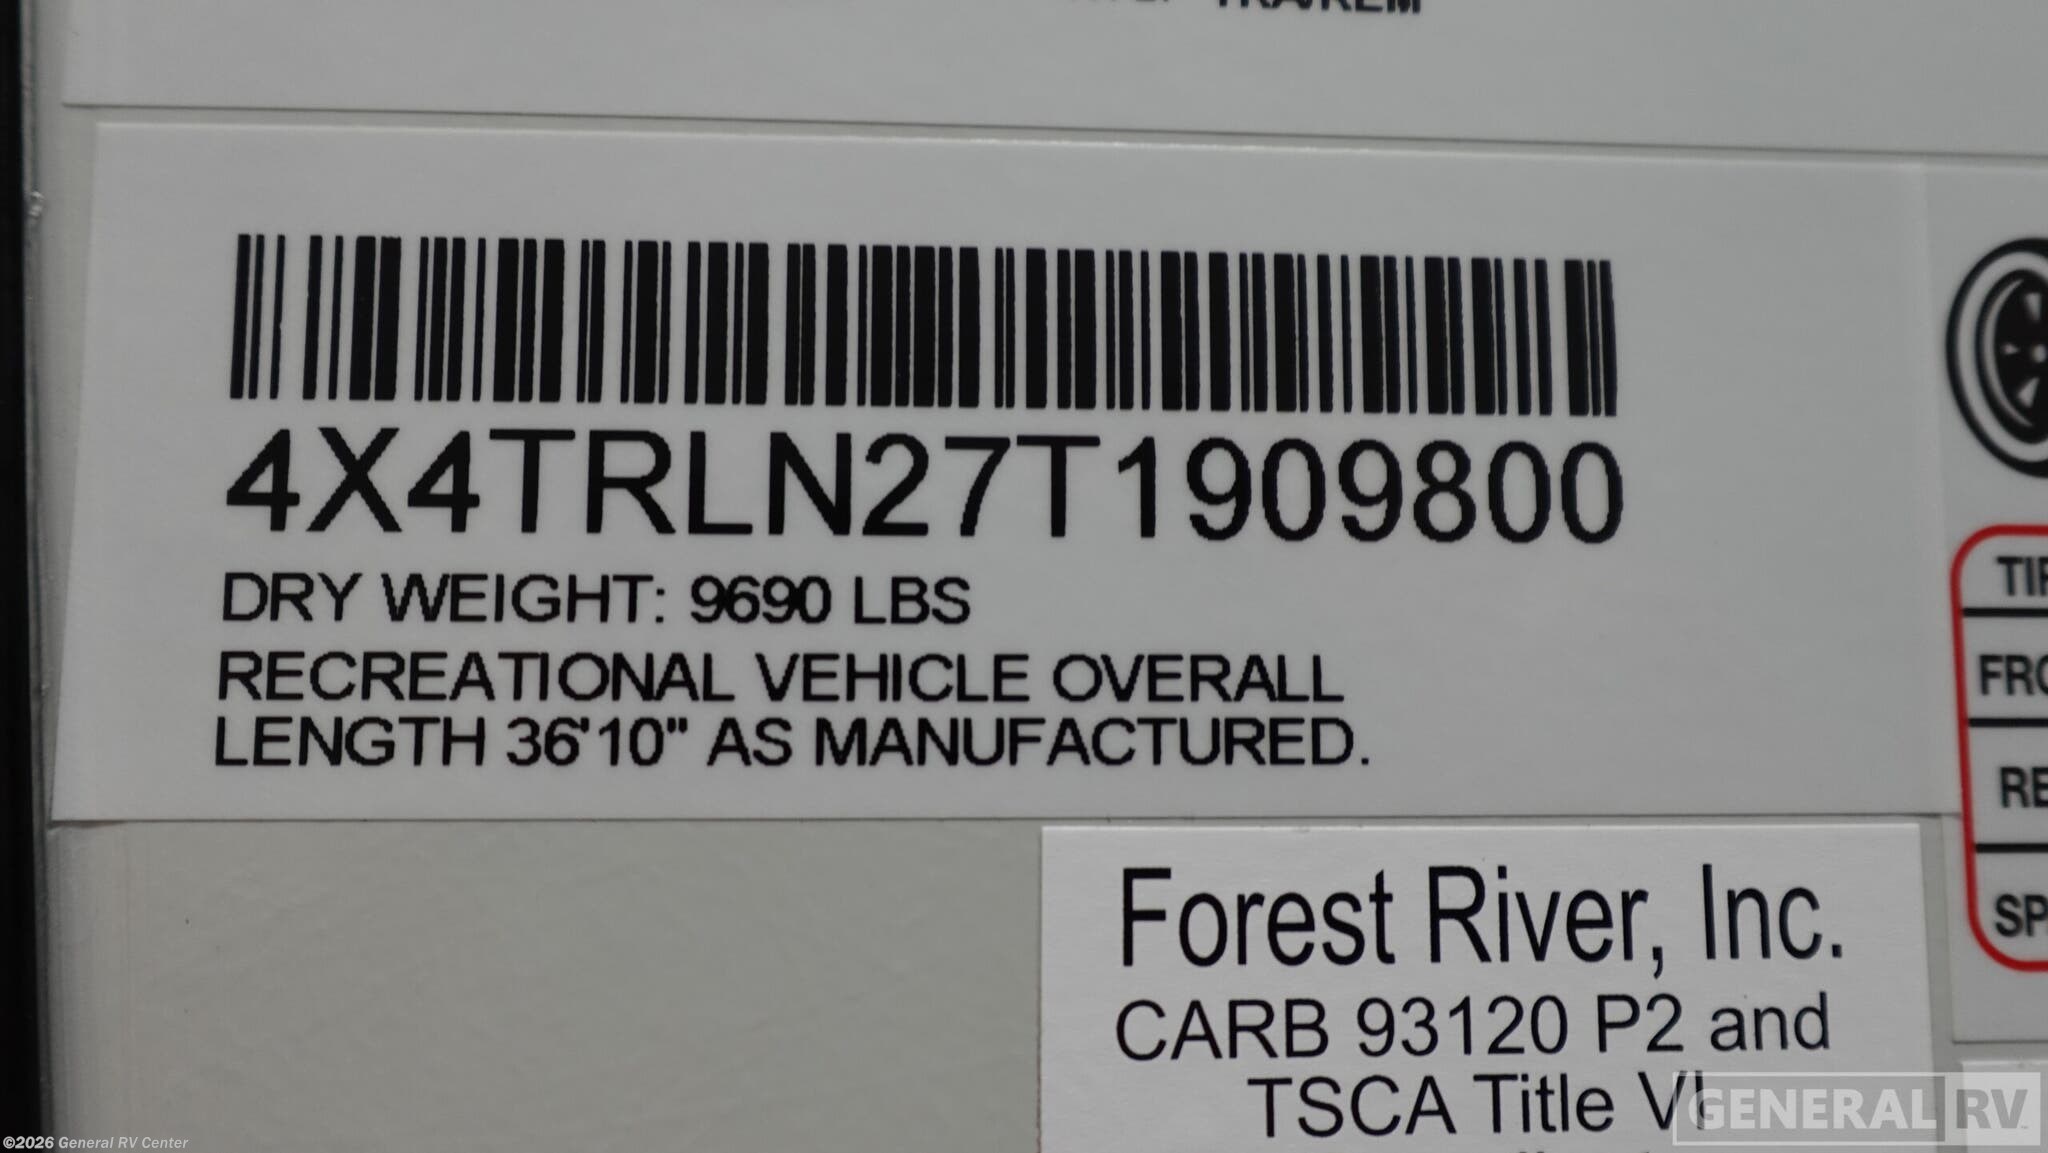 4X4TRLN27T1909800
DRY WEIGHT: 9690 LBS
RECREATIONAL VEHICLE OVERALL
LENGTH 36'10" AS MANUFACTURED.
Forest River, Inc.
CARB 93120 P2 and
TSCA Title VI
GENERAL RV
©2026 General RV Center